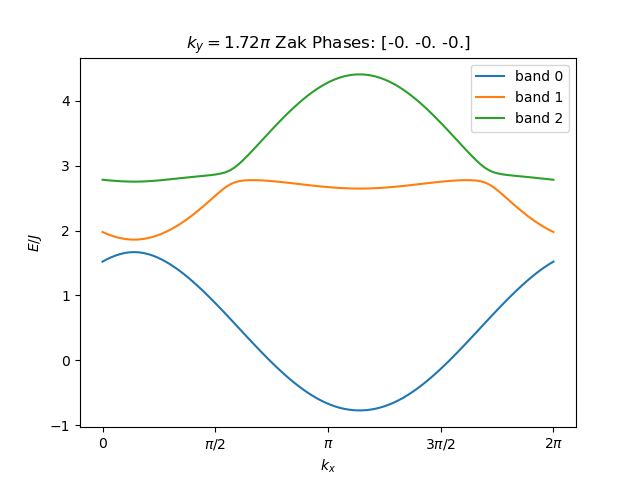 k_y = 1.72π Zak Phases: [-0. -0. -0.]
band 0
band 1
band 2
E/J
4
3
2
1
0
−1
0
π/2
π
3π/2
2π
k_x